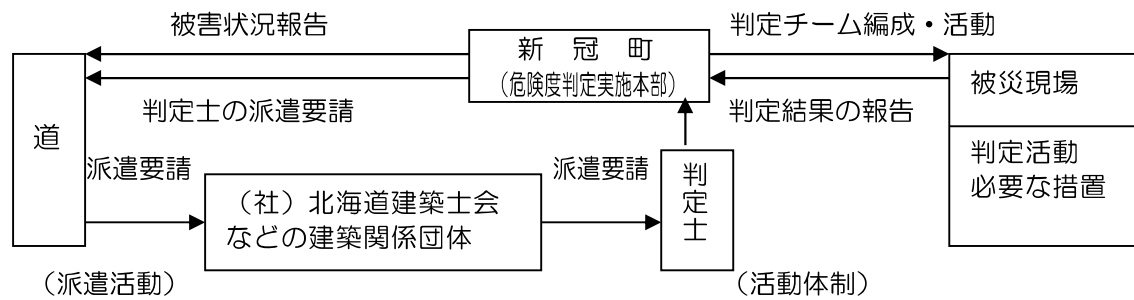 被害状況報告
判定チーム編成・活動
新　冠　町
（危険度判定実施本部）
被災現場
判定士の派遣要請
判定結果の報告
道
判定活動
必要な措置
派遣要請
派遣要請
判定士
（社）北海道建築士会
などの建築関係団体
（派遣活動）
（活動体制）